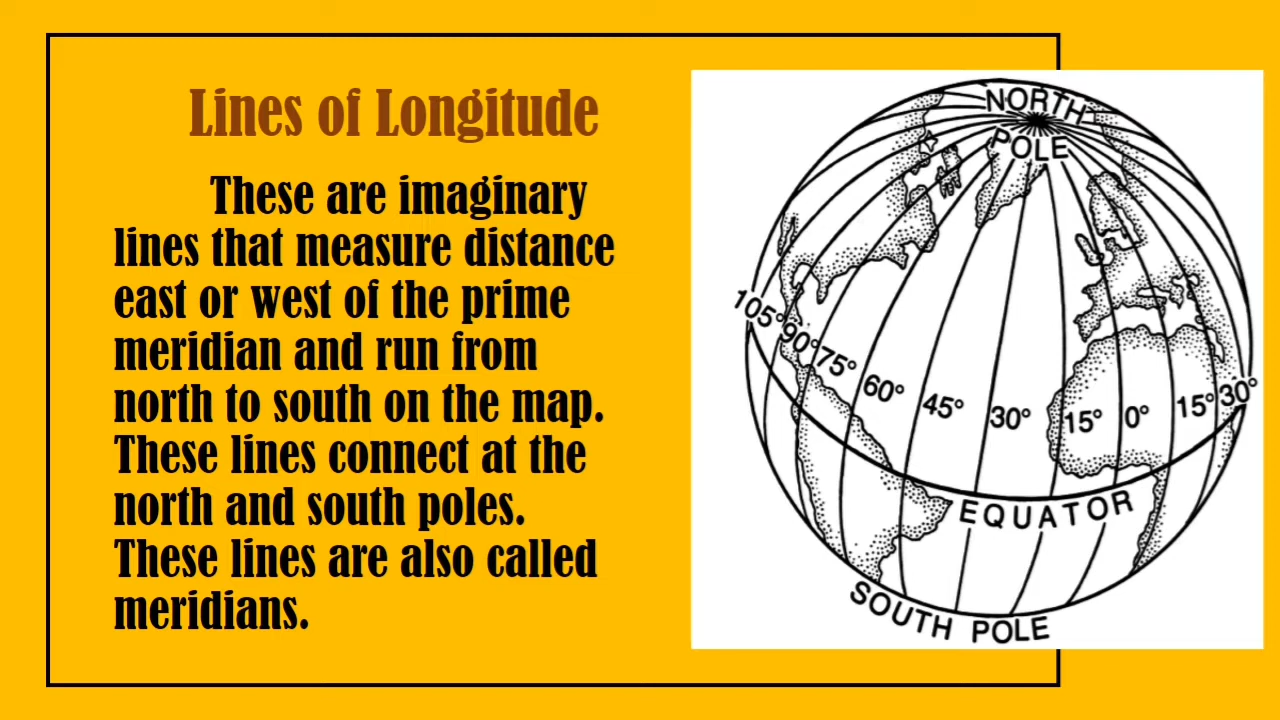 Lines of Longitude
These are imaginary
lines that measure distance
east or west of the prime
meridian and run from
north to south on the map.
These lines connect at the
north and south poles.
These lines are also called
meridians.
NORTH
POLE
105° 90° 75° 60° 45° 30° 15° 0° 15° 30°
EQUATOR
SOUTH POLE